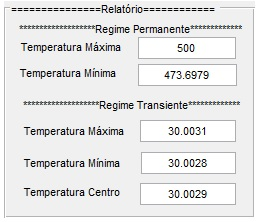 ===============Relatório============
*******************Regime Permanente*************
Temperatura Máxima 500
Temperatura Mínima 473.6979
*******************Regime Transiente*************
Temperatura Máxima 30.0031
Temperatura Mínima 30.0028
Temperatura Centro 30.0029